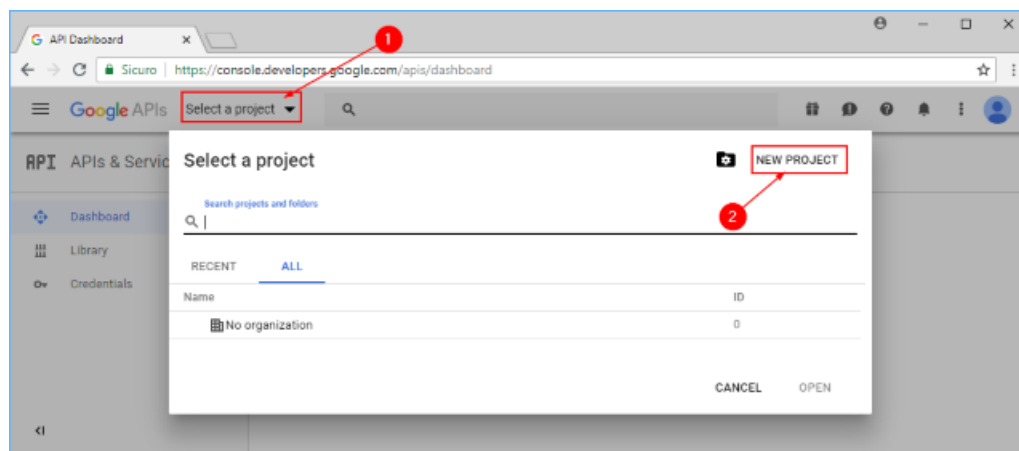 API Dashboard
1
Sicuro https://console.developers.google.com/apis/dashboard
Google APIs Select a project
API APIs & Servic
Select a project
NEW PROJECT
Search projects and folders
2
Dashboard
Library
Credentials
RECENT ALL
Name ID
No organization 0
CANCEL OPEN